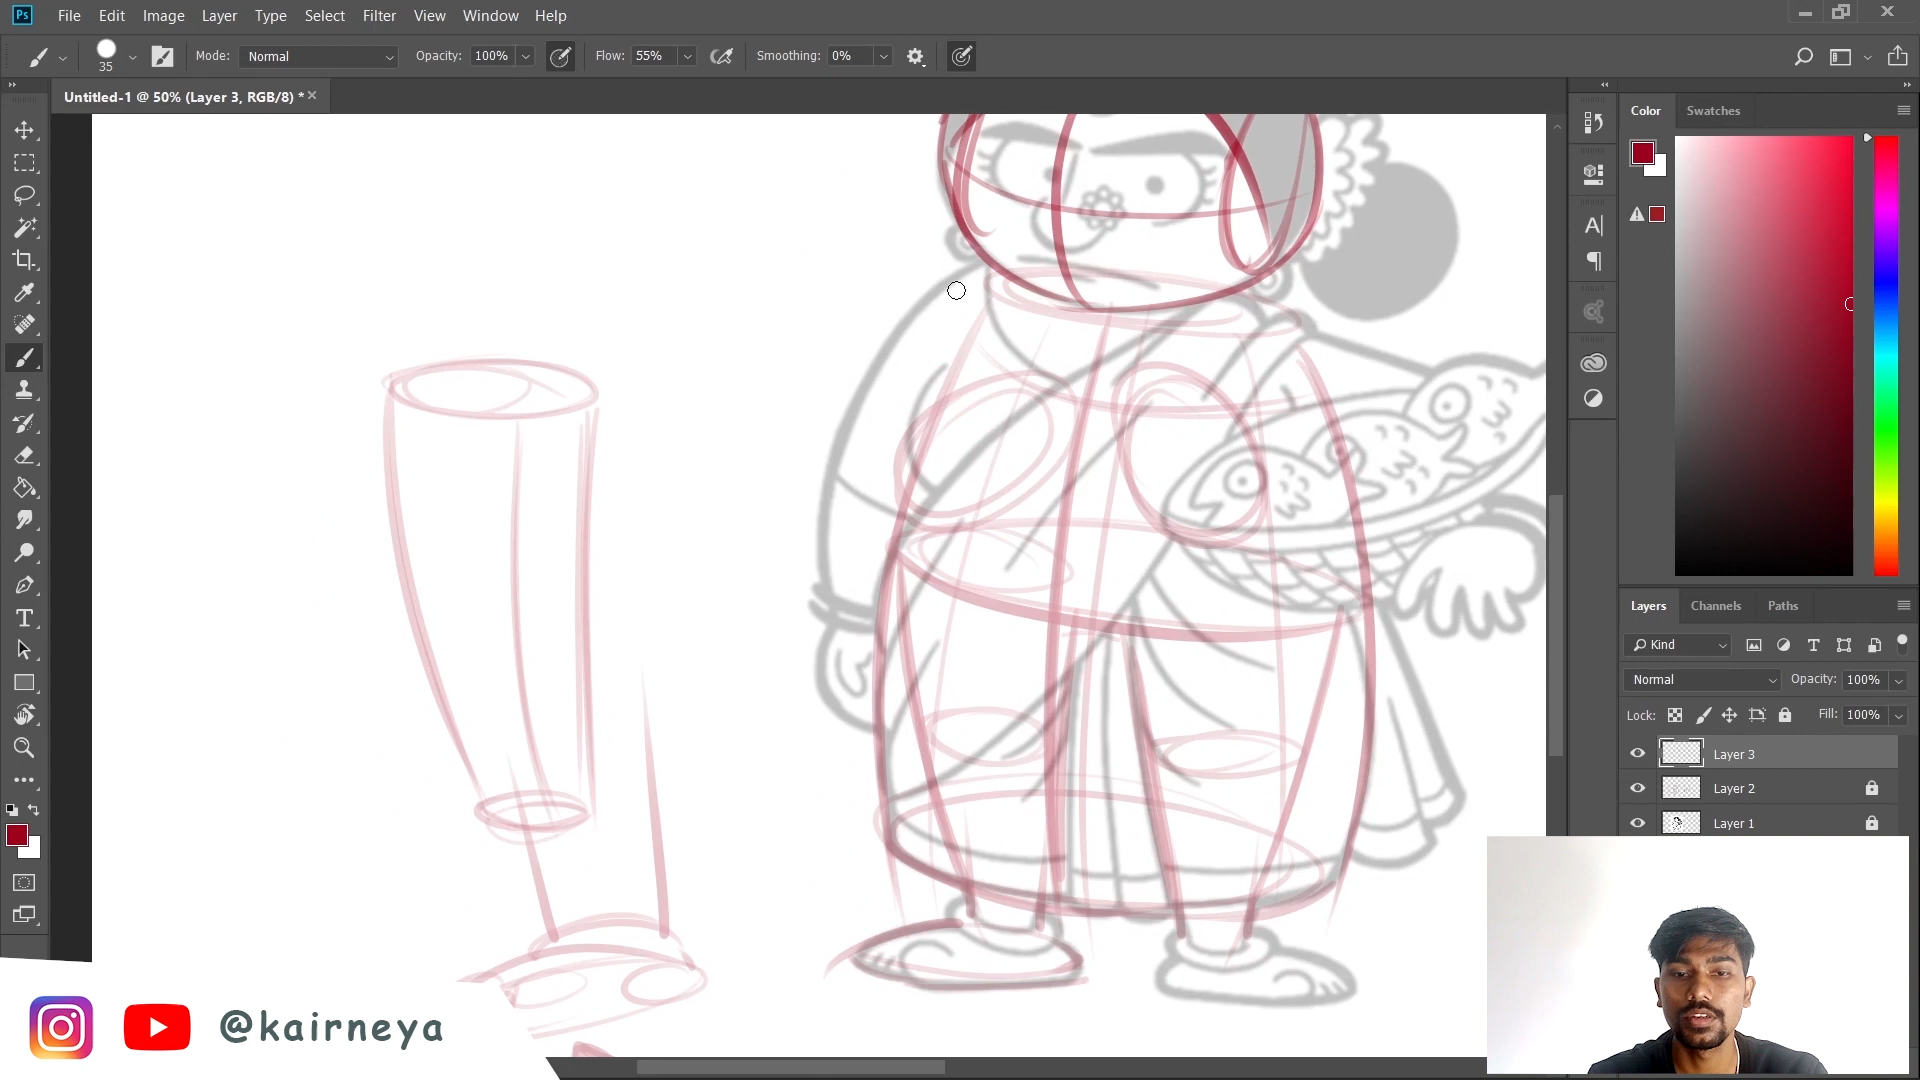 Ps File Edit Image Layer Type Select Filter View Window Help
35 Mode: Normal Opacity: 100% Flow: 55% Smoothing: 0%
Untitled-1 @ 50% (Layer 3, RGB/8) *
Color Swatches
Layers Channels Paths
Kind
Normal Opacity: 100%
Lock: Fill: 100%
Layer 3
Layer 2
Layer 1
@kairneya